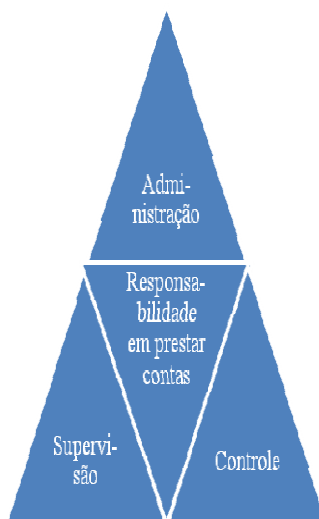 Admi-
nistração
Responsa-
bilidade
em prestar
contas
Supervi-
são
Controle